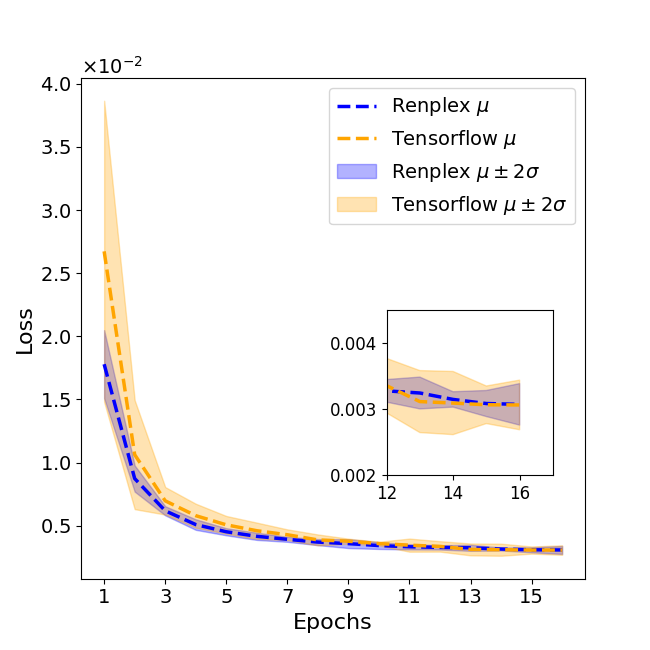 ×10⁻²
4.0
3.5
3.0
2.5
2.0
1.5
1.0
0.5
Loss
Renplex μ
Tensorflow μ
Renplex μ ± 2σ
Tensorflow μ ± 2σ
0.004
0.003
0.002
12 14 16
1 3 5 7 9 11 13 15
Epochs